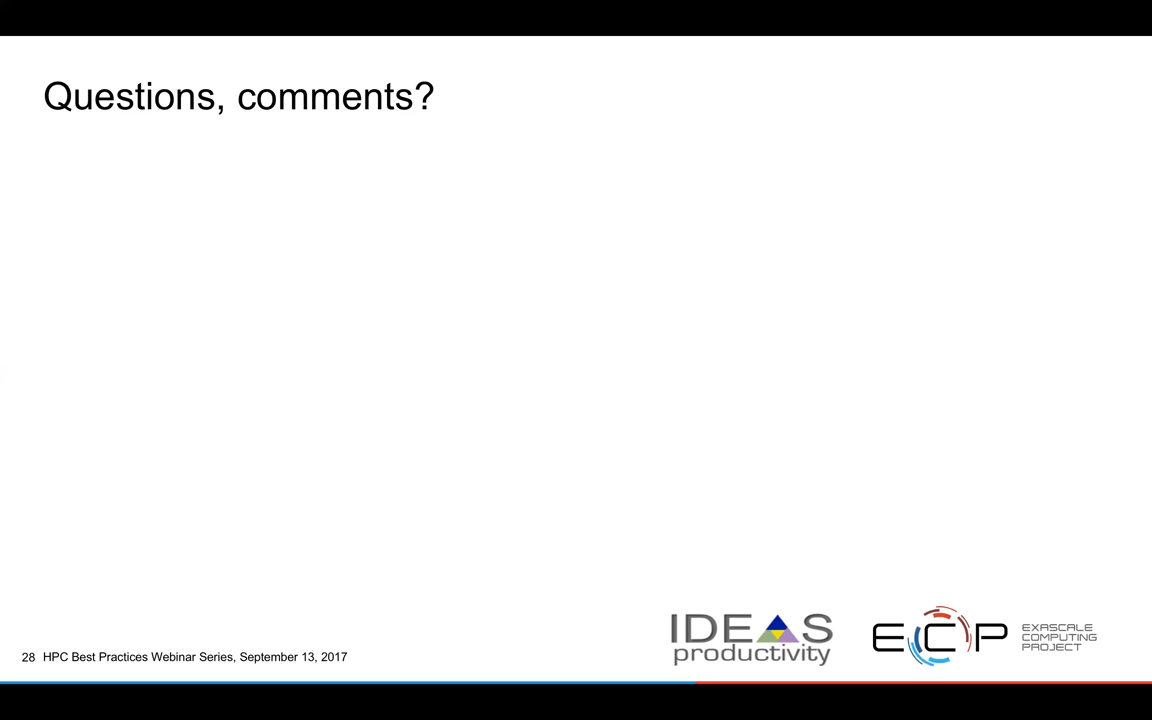 Questions, comments?
28 HPC Best Practices Webinar Series, September 13, 2017
IDEAS
productivity
ECP
EXASCALE
COMPUTING
PROJECT